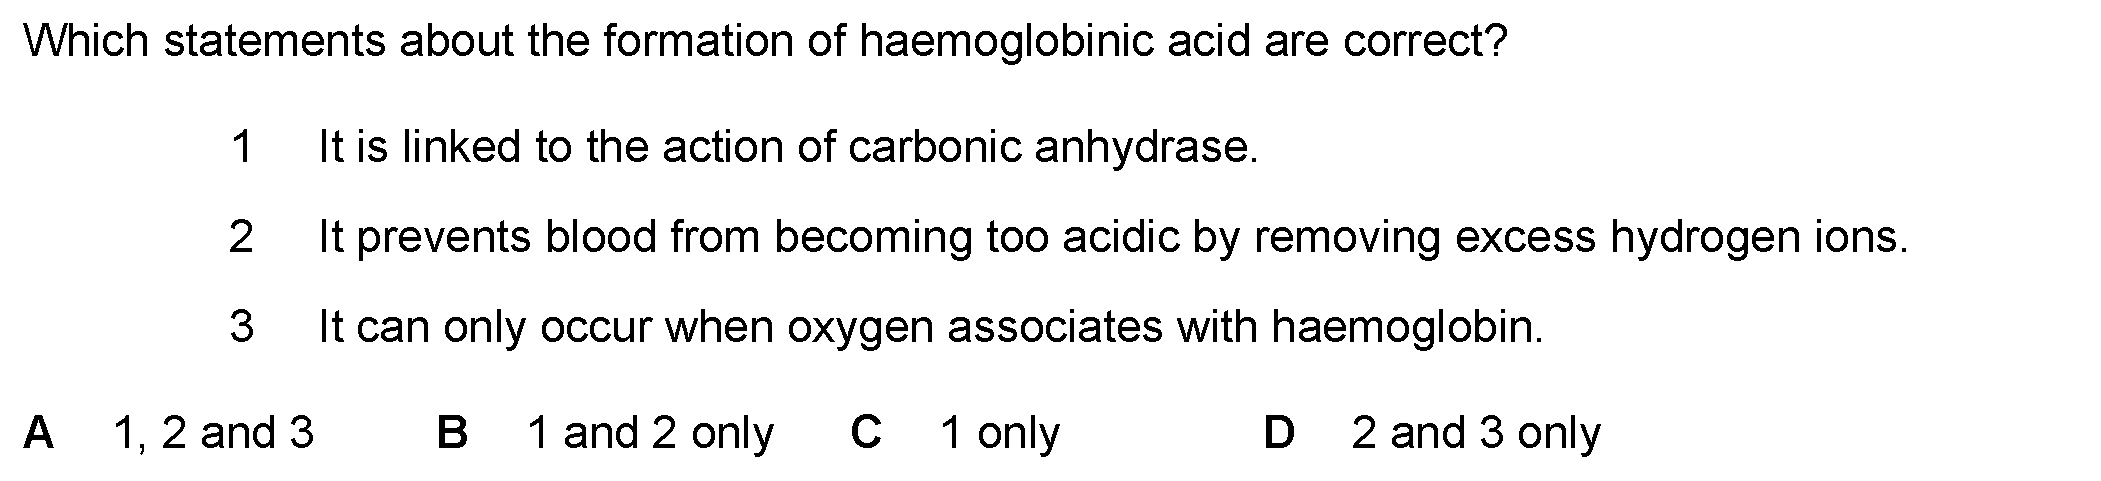 Which statements about the formation of haemoglobinic acid are correct?
1 It is linked to the action of carbonic anhydrase.
2 It prevents blood from becoming too acidic by removing excess hydrogen ions.
3 It can only occur when oxygen associates with haemoglobin.
A 1, 2 and 3 B 1 and 2 only C 1 only D 2 and 3 only